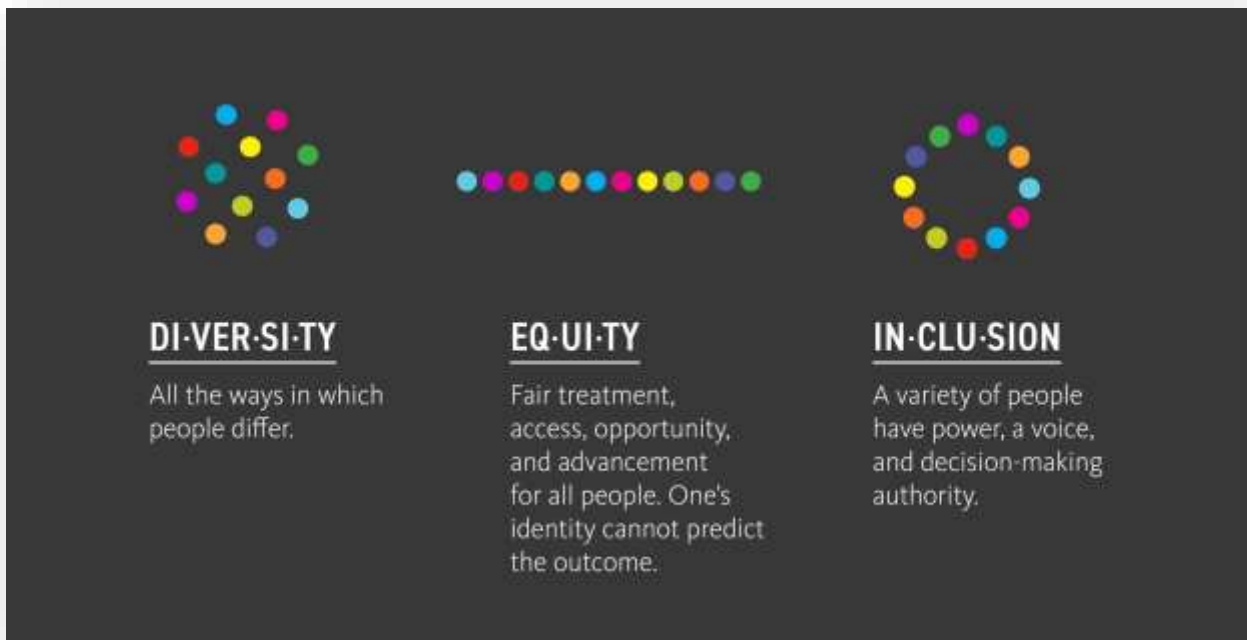 DI·VER·SI·TY
All the ways in which
people differ.
EQ·UI·TY
Fair treatment,
access, opportunity,
and advancement
for all people. One's
identity cannot predict
the outcome.
IN·CLU·SION
A variety of people
have power, a voice,
and decision-making
authority.